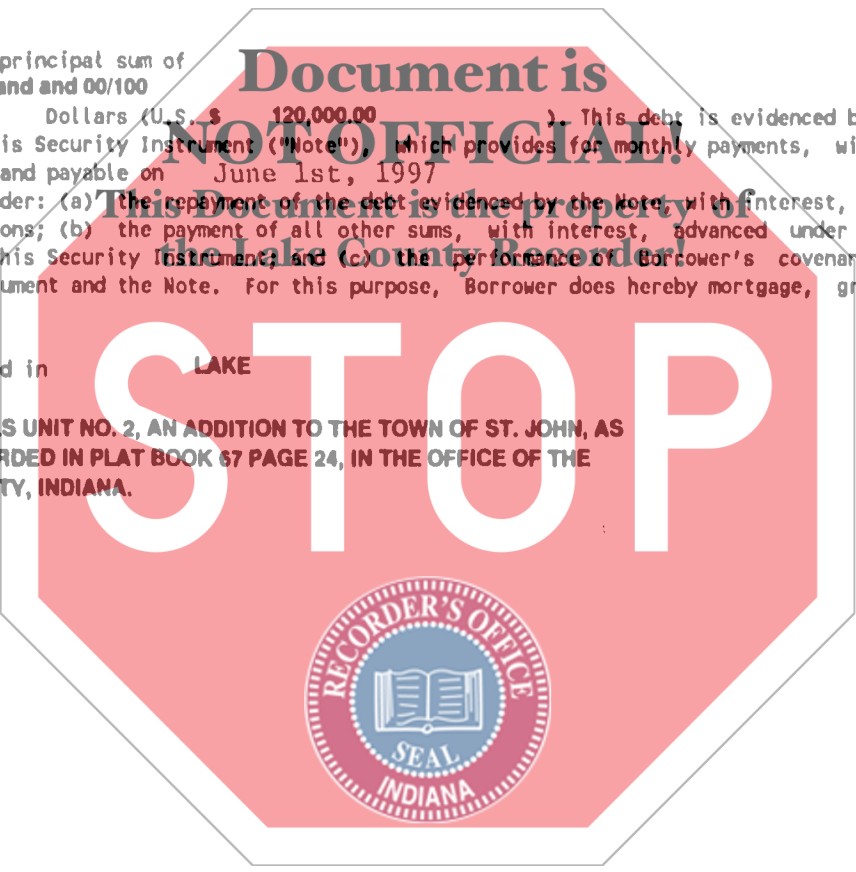 principal sum of
and and 00/100
Dollars (U.S. $ 120,000.00 ). This debt is evidenced b
is Security Instrument ("Note"), which provides for monthly payments, wi
and payable on June 1st, 1997
der: (a) the repayment of the debt evidenced by the Note, with interest,
ons; (b) the payment of all other sums, with interest, advanced under
his Security Instrument; and (c) the performance of Borrower's covenan
ument and the Note. For this purpose, Borrower does hereby mortgage, gr
d in LAKE
S UNIT NO. 2, AN ADDITION TO THE TOWN OF ST. JOHN, AS
RDED IN PLAT BOOK 67 PAGE 24, IN THE OFFICE OF THE
TY, INDIANA.
Document is
NOT OFFICIAL!
This Document is the property of
the Lake County Recorder!
STOP
RECORDER'S OFFICE
SEAL
INDIANA